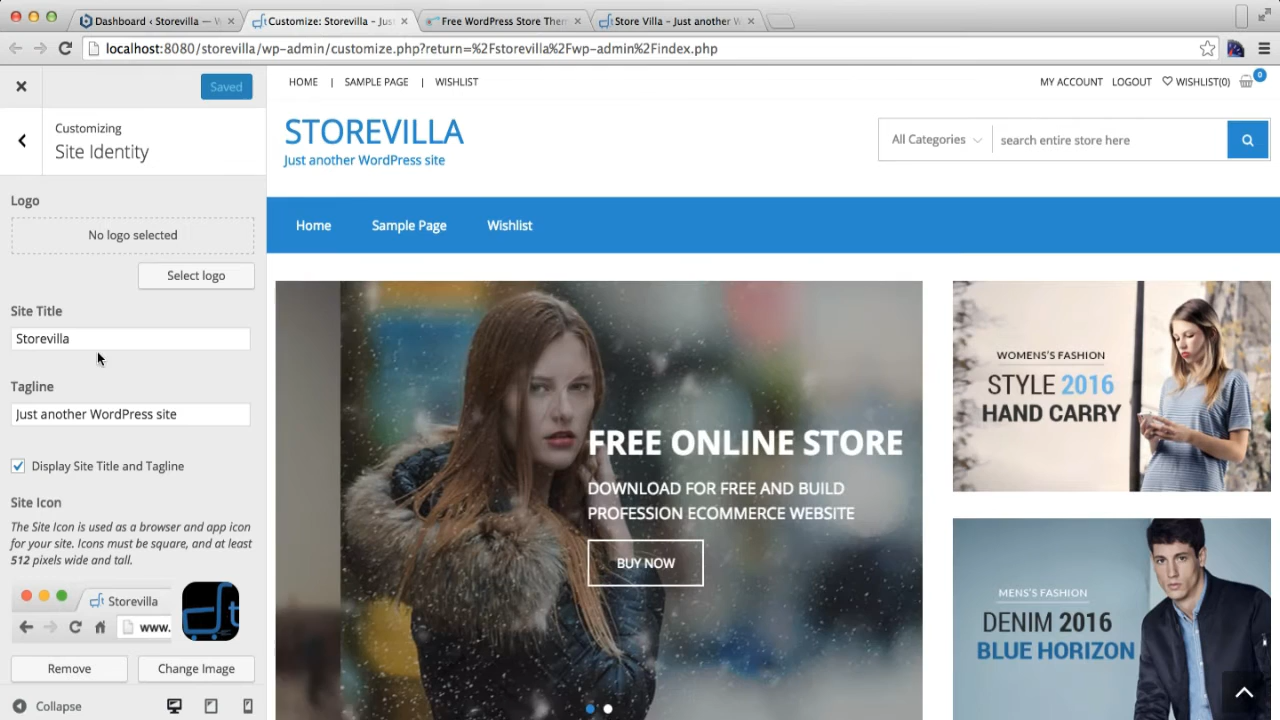 Dashboard ‹ Storevilla — W
Customize: Storevilla – Jus
Free WordPress Store Them
Store Villa – Just another W
localhost:8080/storevilla/wp-admin/customize.php?return=%2Fstorevilla%2Fwp-admin%2Findex.php
Saved
HOME | SAMPLE PAGE | WISHLIST
MY ACCOUNT LOGOUT WISHLIST(0) 0
Customizing
Site Identity
STOREVILLA
Just another WordPress site
All Categories
search entire store here
Home Sample Page Wishlist
Logo
No logo selected
Select logo
Site Title
Storevilla
Tagline
Just another WordPress site
Display Site Title and Tagline
Site Icon
The Site Icon is used as a browser and app icon
for your site. Icons must be square, and at least
512 pixels wide and tall.
Storevilla
www.
Remove
Change Image
Collapse
FREE ONLINE STORE
DOWNLOAD FOR FREE AND BUILD
PROFESSION ECOMMERCE WEBSITE
BUY NOW
WOMENS'S FASHION
STYLE 2016
HAND CARRY
MENS'S FASHION
DENIM 2016
BLUE HORIZON